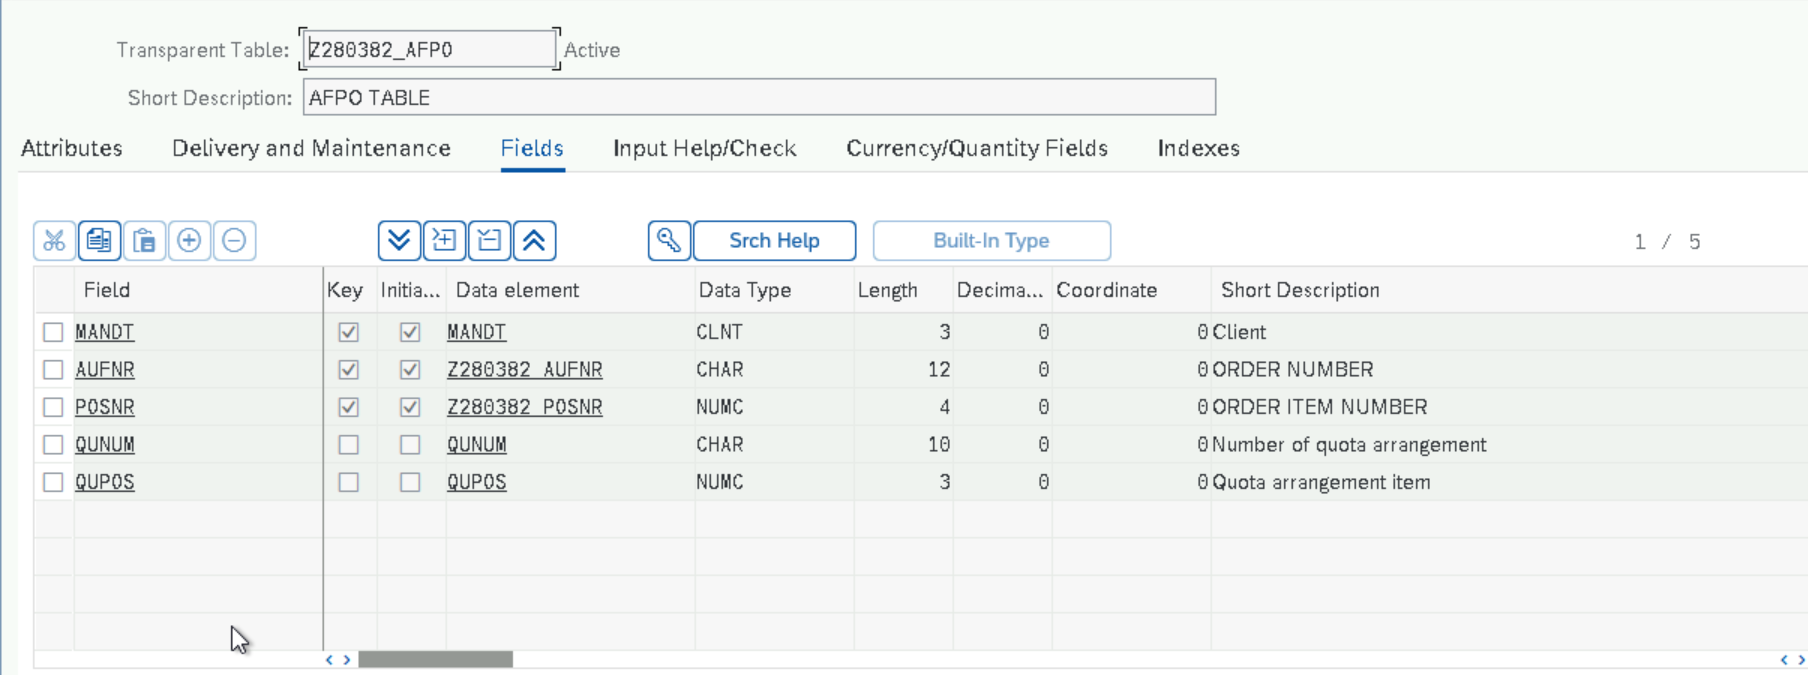 Transparent Table: Z280382_AFPO Active
Short Description: AFPO TABLE
Attributes Delivery and Maintenance Fields Input Help/Check Currency/Quantity Fields Indexes
Srch Help Built-In Type 1 / 5
Field Key Initia... Data element Data Type Length Decima... Coordinate Short Description
MANDT MANDT CLNT 3 0 0 Client
AUFNR Z280382_AUFNR CHAR 12 0 0 ORDER NUMBER
POSNR Z280382_POSNR NUMC 4 0 0 ORDER ITEM NUMBER
QUNUM QUNUM CHAR 10 0 0 Number of quota arrangement
QUPOS QUPOS NUMC 3 0 0 Quota arrangement item